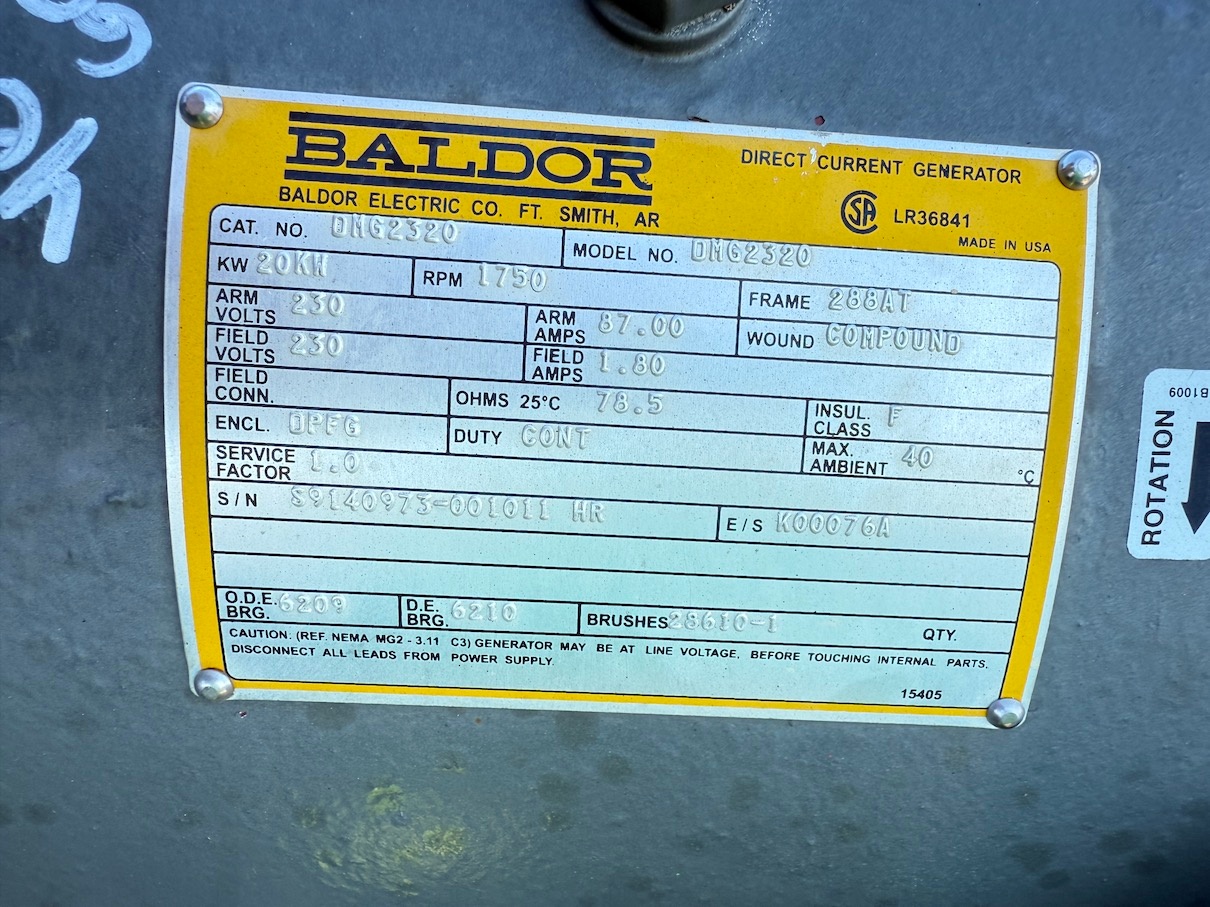 BALDOR
DIRECT CURRENT GENERATOR
BALDOR ELECTRIC CO. FT. SMITH, AR
SA LR36841
MADE IN USA
CAT. NO. DMG2320 MODEL NO. DMG2320
KW 20KW RPM 1750 FRAME 288AT
ARM VOLTS 230 ARM AMPS 87.00 WOUND COMPOUND
FIELD VOLTS 230 FIELD AMPS 1.80
FIELD CONN. OHMS 25°C 78.5 INSUL. CLASS F
ENCL. DPFG DUTY CONT MAX. AMBIENT 40 °C
SERVICE FACTOR 1.0
S/N S9140973-001011 HR E/S K00076A
O.D.E. BRG. 6209 D.E. BRG. 6210 BRUSHES 28610-1 QTY.
CAUTION: (REF. NEMA MG2 - 3.11 C3) GENERATOR MAY BE AT LINE VOLTAGE. BEFORE TOUCHING INTERNAL PARTS.
DISCONNECT ALL LEADS FROM POWER SUPPLY.
15405
ROTATION
B1009